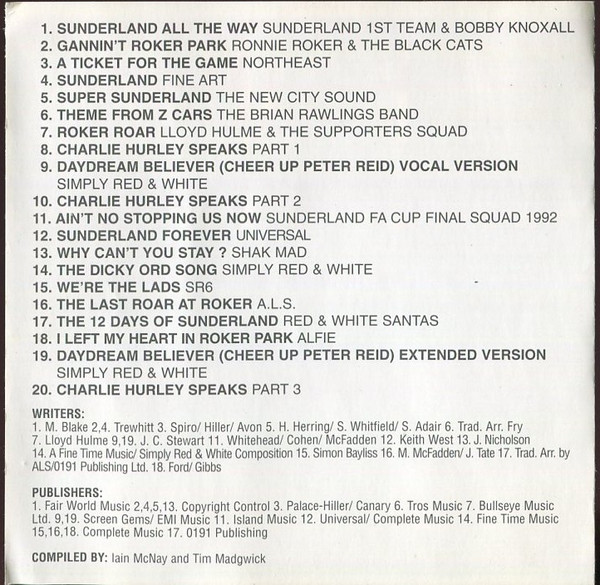 1. SUNDERLAND ALL THE WAY SUNDERLAND 1ST TEAM & BOBBY KNOXALL
2. GANNIN'T ROKER PARK RONNIE ROKER & THE BLACK CATS
3. A TICKET FOR THE GAME NORTHEAST
4. SUNDERLAND FINE ART
5. SUPER SUNDERLAND THE NEW CITY SOUND
6. THEME FROM Z CARS THE BRIAN RAWLINGS BAND
7. ROKER ROAR LLOYD HULME & THE SUPPORTERS SQUAD
8. CHARLIE HURLEY SPEAKS PART 1
9. DAYDREAM BELIEVER (CHEER UP PETER REID) VOCAL VERSION
SIMPLY RED & WHITE
10. CHARLIE HURLEY SPEAKS PART 2
11. AIN'T NO STOPPING US NOW SUNDERLAND FA CUP FINAL SQUAD 1992
12. SUNDERLAND FOREVER UNIVERSAL
13. WHY CAN'T YOU STAY ? SHAK MAD
14. THE DICKY ORD SONG SIMPLY RED & WHITE
15. WE'RE THE LADS SR6
16. THE LAST ROAR AT ROKER A.L.S.
17. THE 12 DAYS OF SUNDERLAND RED & WHITE SANTAS
18. I LEFT MY HEART IN ROKER PARK ALFIE
19. DAYDREAM BELIEVER (CHEER UP PETER REID) EXTENDED VERSION
SIMPLY RED & WHITE
20. CHARLIE HURLEY SPEAKS PART 3
WRITERS:
1. M. Blake 2,4. Trewhitt 3. Spiro/ Hiller/ Avon 5. H. Herring/ S. Whitfield/ S. Adair 6. Trad. Arr. Fry
7. Lloyd Hulme 9,19. J. C. Stewart 11. Whitehead/ Cohen/ McFadden 12. Keith West 13. J. Nicholson
14. A Fine Time Music/ Simply Red & White Composition 15. Simon Bayliss 16. M. McFadden/ J. Tate 17. Trad. Arr. by
ALS/0191 Publishing Ltd. 18. Ford/ Gibbs
PUBLISHERS:
1. Fair World Music 2,4,5,13. Copyright Control 3. Palace-Hiller/ Canary 6. Tros Music 7. Bullseye Music
Ltd. 9,19. Screen Gems/ EMI Music 11. Island Music 12. Universal/ Complete Music 14. Fine Time Music
15,16,18. Complete Music 17. 0191 Publishing
COMPILED BY: Iain McNay and Tim Madgwick